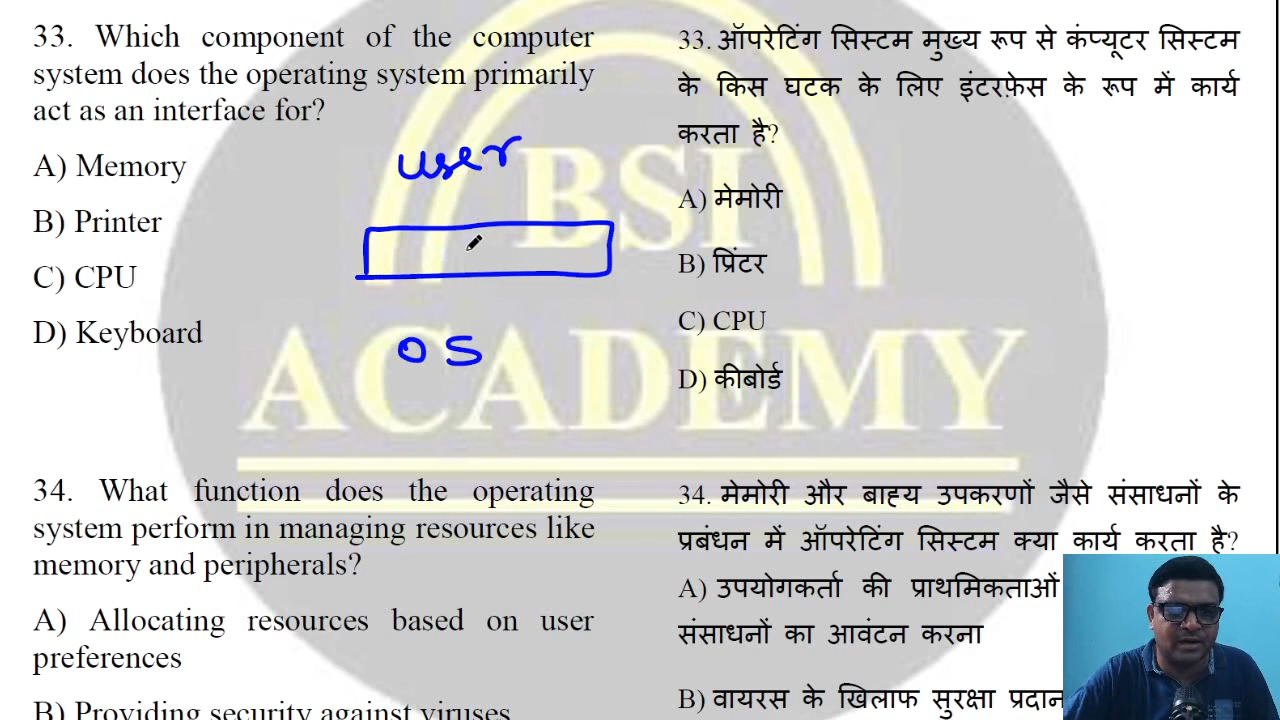 33. Which component of the computer
system does the operating system primarily
act as an interface for?
A) Memory
B) Printer
C) CPU
D) Keyboard
user
OS
34. What function does the operating
system perform in managing resources like
memory and peripherals?
A) Allocating resources based on user
preferences
B) Providing security against viruses
33. ऑपरेटिंग सिस्टम मुख्य रूप से कंप्यूटर सिस्टम
के किस घटक के लिए इंटरफ़ेस के रूप में कार्य
करता है?
A) मेमोरी
B) प्रिंटर
C) CPU
D) कीबोर्ड
34. मेमोरी और बाह्य उपकरणों जैसे संसाधनों के
प्रबंधन में ऑपरेटिंग सिस्टम क्या कार्य करता है?
A) उपयोगकर्ता की प्राथमिकताओं
संसाधनों का आवंटन करना
B) वायरस के खिलाफ सुरक्षा प्रदान
BSI
ACADEMY